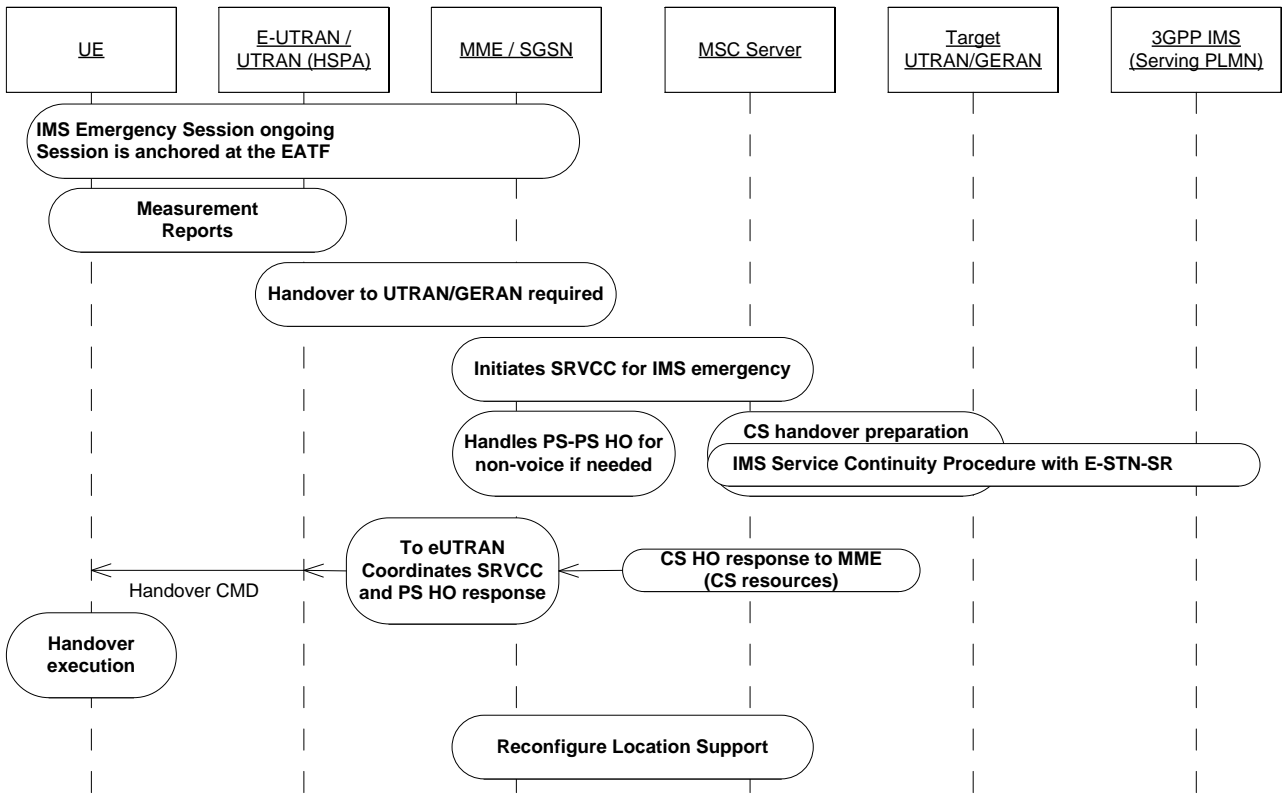 UE
E-UTRAN /
UTRAN (HSPA)
MME / SGSN
MSC Server
Target
UTRAN/GERAN
3GPP IMS
(Serving PLMN)
IMS Emergency Session ongoing
Session is anchored at the EATF
Measurement
Reports
Handover to UTRAN/GERAN required
Initiates SRVCC for IMS emergency
Handles PS-PS HO for
non-voice if needed
CS handover preparation
IMS Service Continuity Procedure with E-STN-SR
To eUTRAN
Coordinates SRVCC
and PS HO response
CS HO response to MME
(CS resources)
Handover CMD
Handover
execution
Reconfigure Location Support